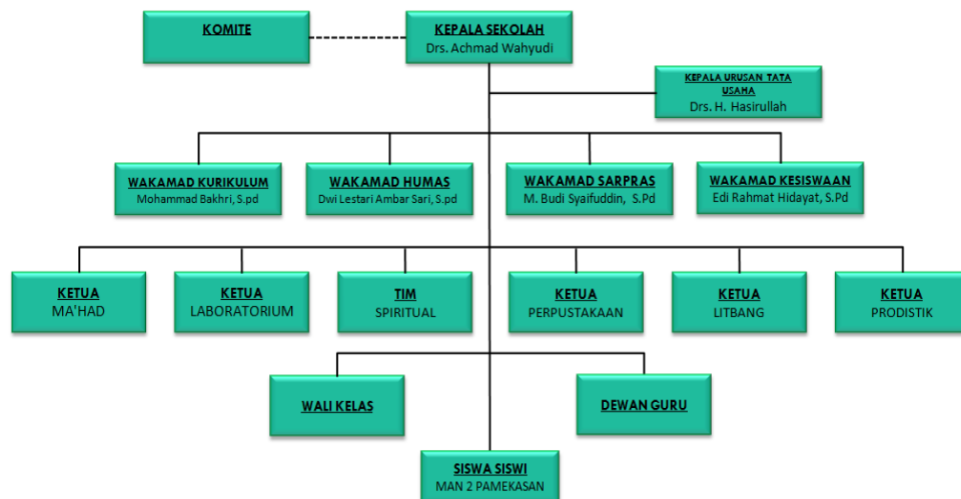 KOMITE
KEPALA SEKOLAH
Drs. Achmad Wahyudi
KEPALA URUSAN TATA
USAHA
Drs. H. Hasirullah
WAKAMAD KURIKULUM
Mohammad Bakhri, S.pd
WAKAMAD HUMAS
Dwi Lestari Ambar Sari, S.pd
WAKAMAD SARPRAS
M. Budi Syaifuddin, S.Pd
WAKAMAD KESISWAAN
Edi Rahmat Hidayat, S.Pd
KETUA
MA'HAD
KETUA
LABORATORIUM
TIM
SPIRITUAL
KETUA
PERPUSTAKAAN
KETUA
LITBANG
KETUA
PRODISTIK
WALI KELAS
DEWAN GURU
SISWA SISWI
MAN 2 PAMEKASAN